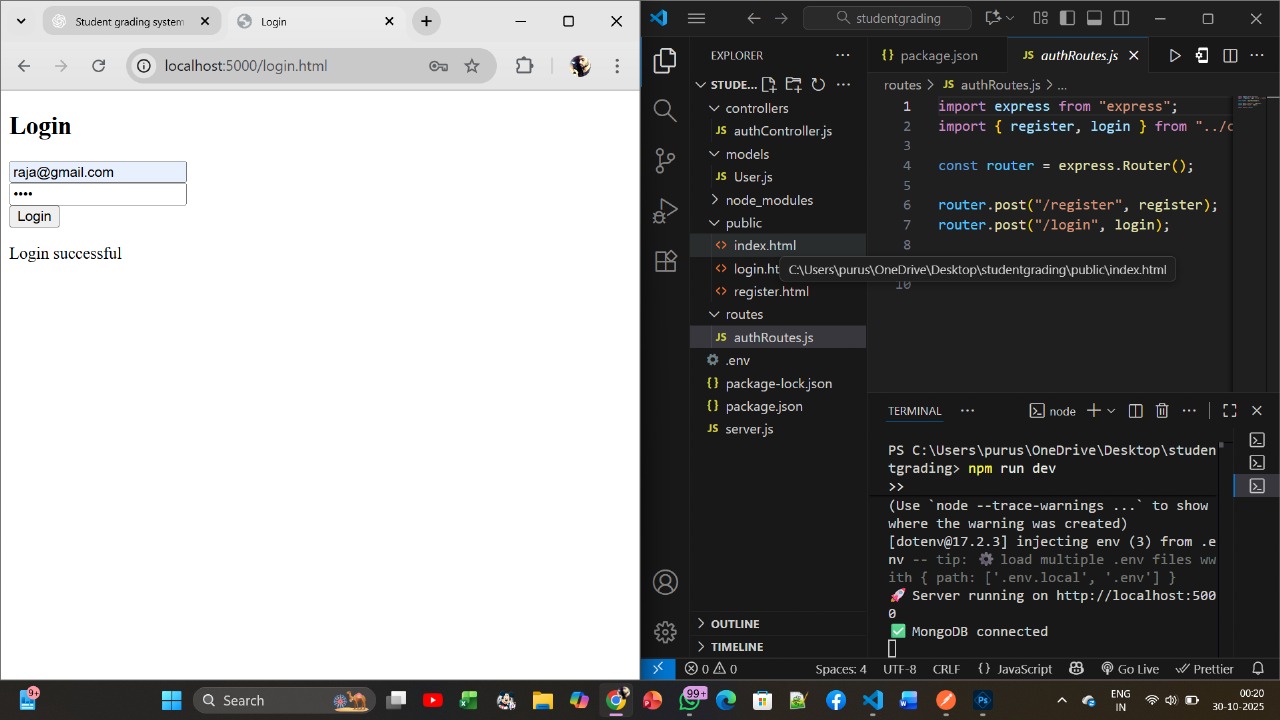 Student grading system
Login
localhost:5000/login.html
Login
raja@gmail.com
••••
Login
Login successful
studentgrading
EXPLORER
STUDE...
controllers
JS authController.js
models
JS User.js
node_modules
public
<> index.html
<> login.ht
<> register.html
routes
JS authRoutes.js
.env
{} package-lock.json
{} package.json
JS server.js
OUTLINE
TIMELINE
{} package.json
JS authRoutes.js
routes > JS authRoutes.js > ...
1 import express from "express";
2 import { register, login } from "../c
3
4 const router = express.Router();
5
6 router.post("/register", register);
7 router.post("/login", login);
8
C:\Users\purus\OneDrive\Desktop\studentgrading\public\index.html
10
TERMINAL
node
PS C:\Users\purus\OneDrive\Desktop\studen
tgrading> npm run dev
>>
(Use `node --trace-warnings ...` to show
where the warning was created)
[dotenv@17.2.3] injecting env (3) from .e
nv -- tip: ⚙️ load multiple .env files ww
ith { path: ['.env.local', '.env'] }
🚀 Server running on http://localhost:500
0
✅ MongoDB connected
0 0
Spaces: 4
UTF-8
CRLF
{} JavaScript
Go Live
Prettier
9+
Search
99+
ENG
IN
00:20
30-10-2025